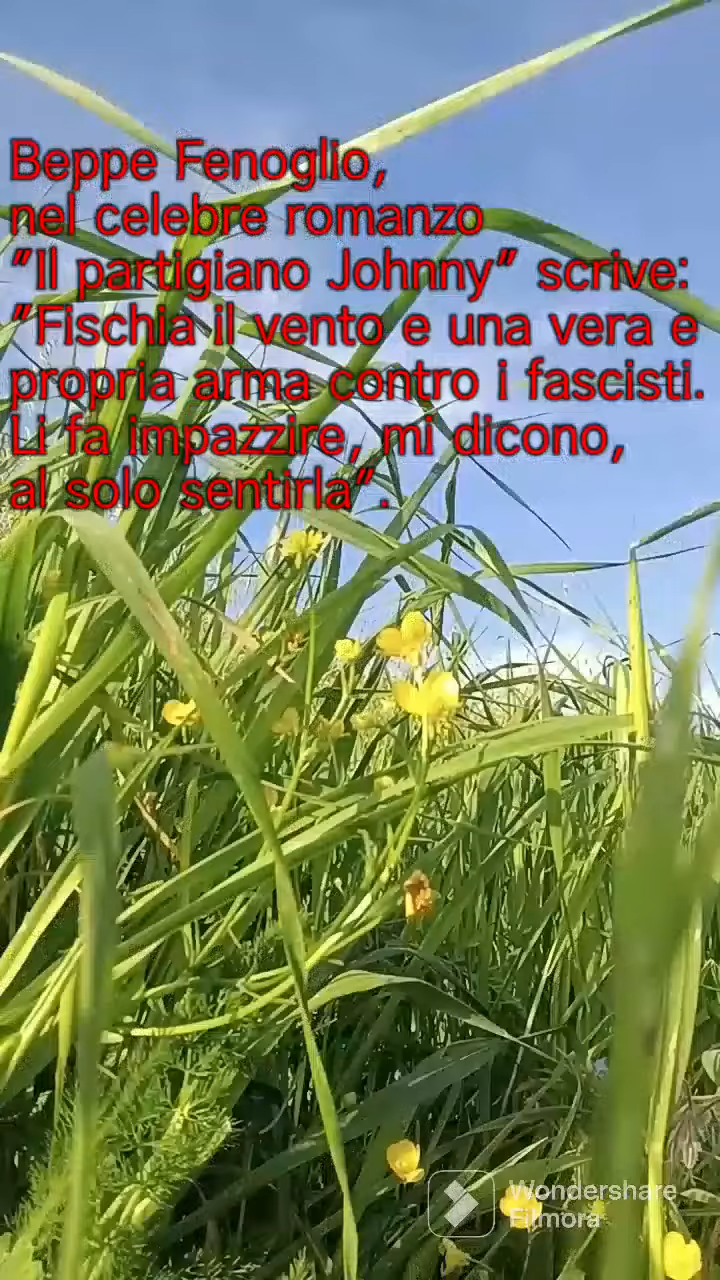 Beppe Fenoglio,
nel celebre romanzo
"Il partigiano Johnny" scrive:
"Fischia il vento e una vera e
propria arma contro i fascisti.
Li fa impazzire, mi dicono,
al solo sentirla".
Wondershare
Filmora